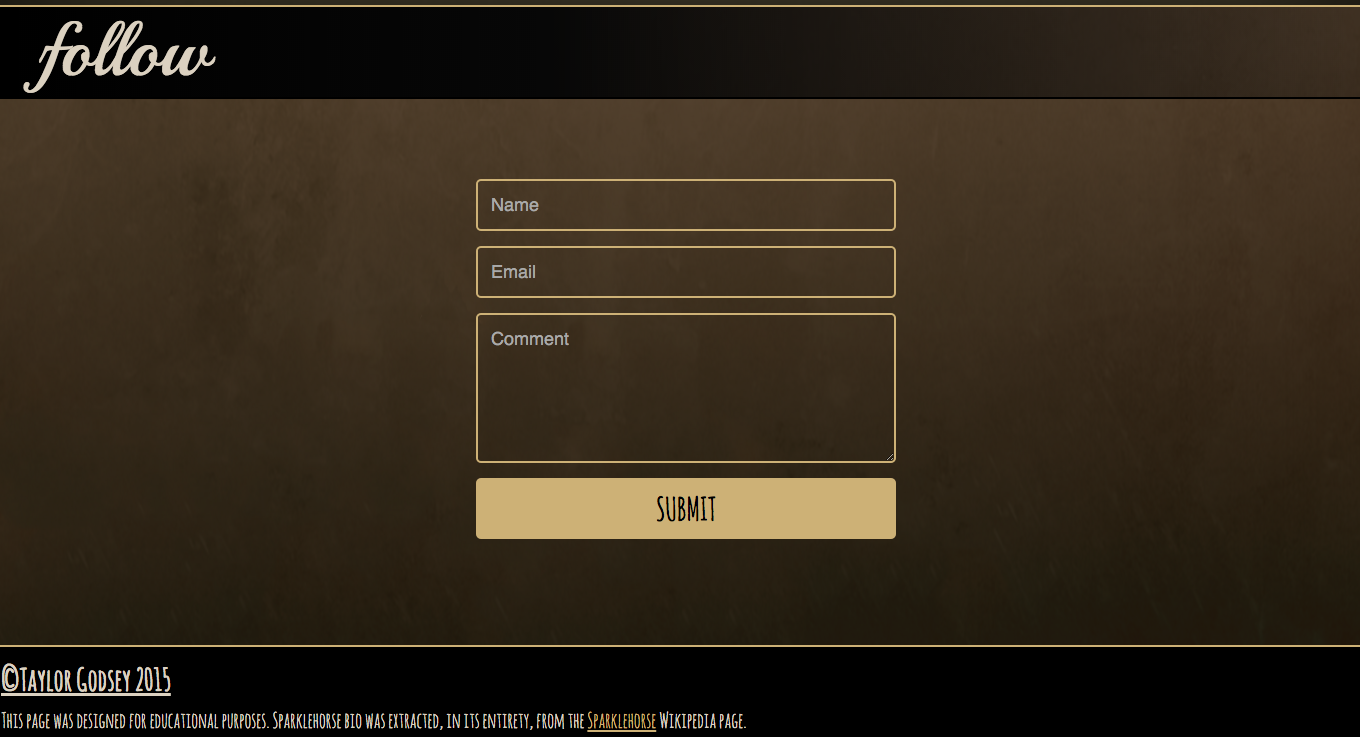 follow
Name
Email
Comment
SUBMIT
©Taylor Godsey 2015
This page was designed for educational purposes. Sparklehorse bio was extracted, in its entirety, from the Sparklehorse Wikipedia page.